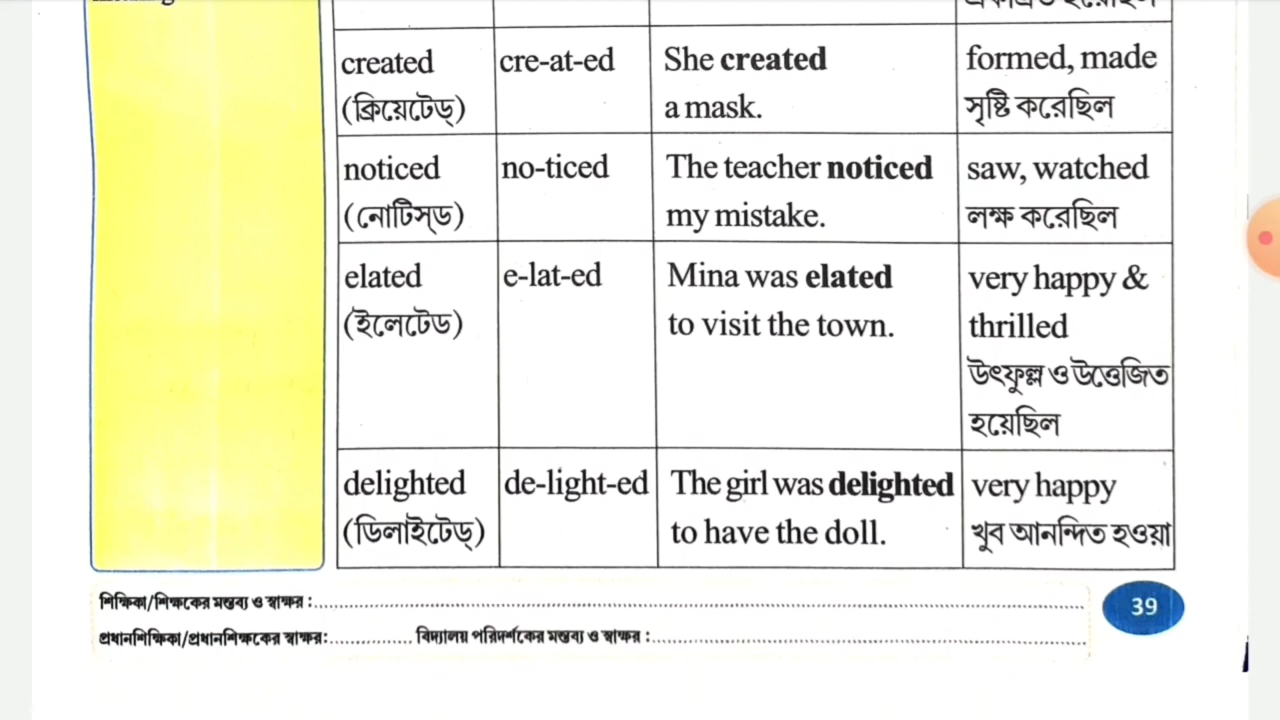 created
(ক্রিয়েটেড্)
cre-at-ed
She created
a mask.
formed, made
সৃষ্টি করেছিল
noticed
(নোটিস্‌ড)
no-ticed
The teacher noticed
my mistake.
saw, watched
লক্ষ করেছিল
elated
(ইলেটেড)
e-lat-ed
Mina was elated
to visit the town.
very happy &
thrilled
উৎফুল্ল ও উত্তেজিত
হয়েছিল
delighted
(ডিলাইটেড্)
de-light-ed
The girl was delighted
to have the doll.
very happy
খুব আনন্দিত হওয়া
শিক্ষিকা/শিক্ষকের মন্তব্য ও স্বাক্ষর :
প্রধানশিক্ষিকা/প্রধানশিক্ষকের স্বাক্ষর: বিদ্যালয় পরিদর্শকের মন্তব্য ও স্বাক্ষর :
39